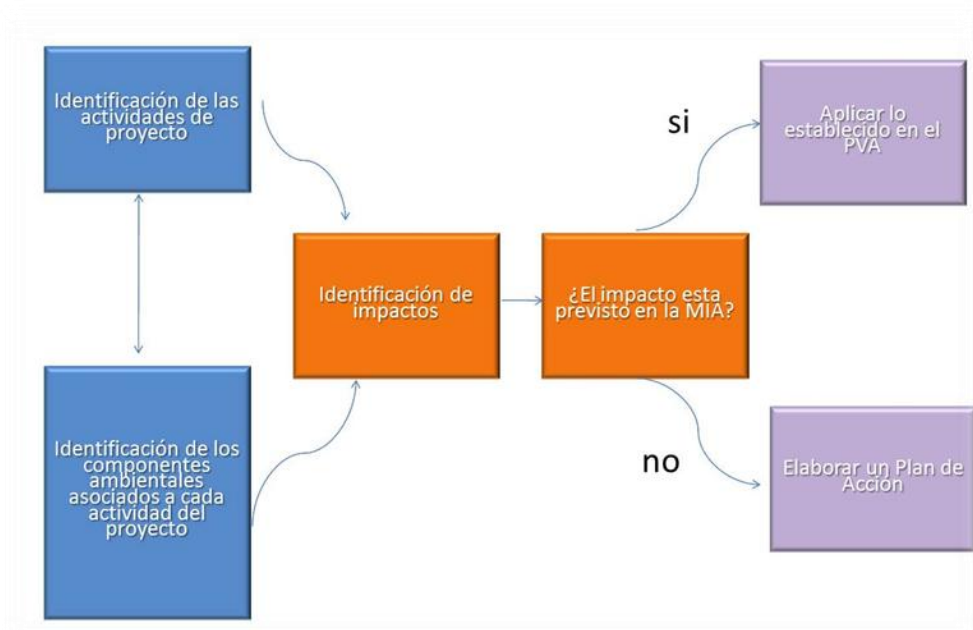 Identificación de las
actividades de
proyecto
Identificación de los
componentes
ambientales
asociados a cada
actividad del
proyecto
Identificación de
impactos
¿El impacto esta
previsto en la MIA?
si
Aplicar lo
establecido en el
PVA
no
Elaborar un Plan de
Acción